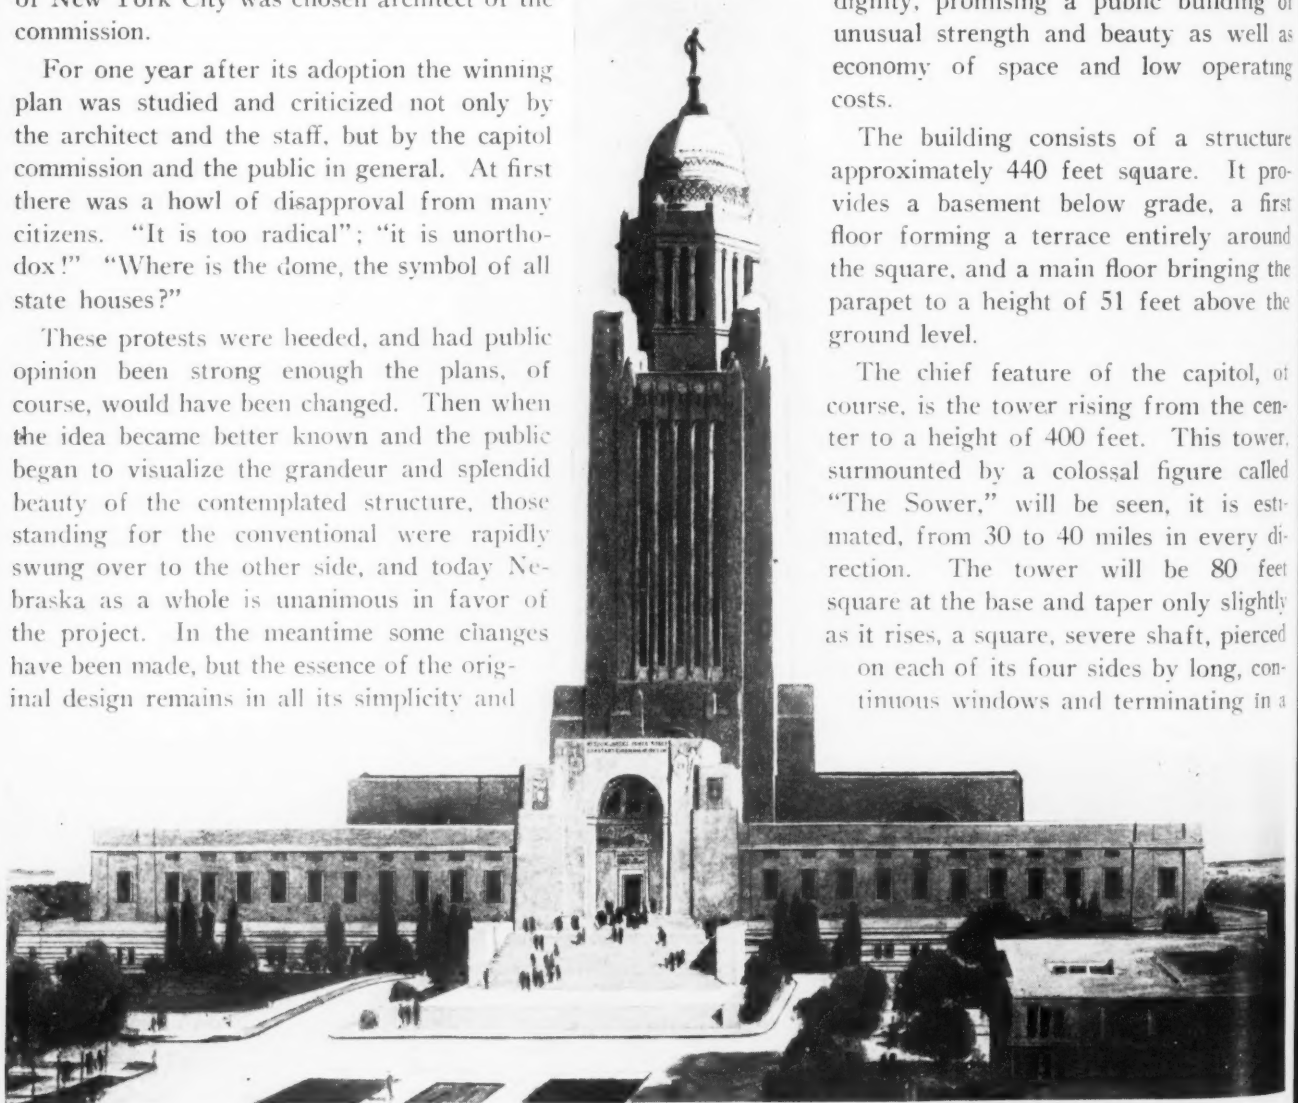 of New York City was chosen architect of the
commission.
For one year after its adoption the winning
plan was studied and criticized not only by
the architect and the staff, but by the capitol
commission and the public in general. At first
there was a howl of disapproval from many
citizens. “It is too radical”; “it is unortho-
dox!” “Where is the dome, the symbol of all
state houses?”
These protests were heeded, and had public
opinion been strong enough the plans, of
course, would have been changed. Then when
the idea became better known and the public
began to visualize the grandeur and splendid
beauty of the contemplated structure, those
standing for the conventional were rapidly
swung over to the other side, and today Ne-
braska as a whole is unanimous in favor of
the project. In the meantime some changes
have been made, but the essence of the orig-
inal design remains in all its simplicity and
dignity, promising a public building of
unusual strength and beauty as well as
economy of space and low operating
costs.
The building consists of a structure
approximately 440 feet square. It pro-
vides a basement below grade, a first
floor forming a terrace entirely around
the square, and a main floor bringing the
parapet to a height of 51 feet above the
ground level.
The chief feature of the capitol, of
course, is the tower rising from the cen-
ter to a height of 400 feet. This tower,
surmounted by a colossal figure called
“The Sower,” will be seen, it is esti-
mated, from 30 to 40 miles in every di-
rection. The tower will be 80 feet
square at the base and taper only slightly
as it rises, a square, severe shaft, pierced
on each of its four sides by long, con-
tinuous windows and terminating in a